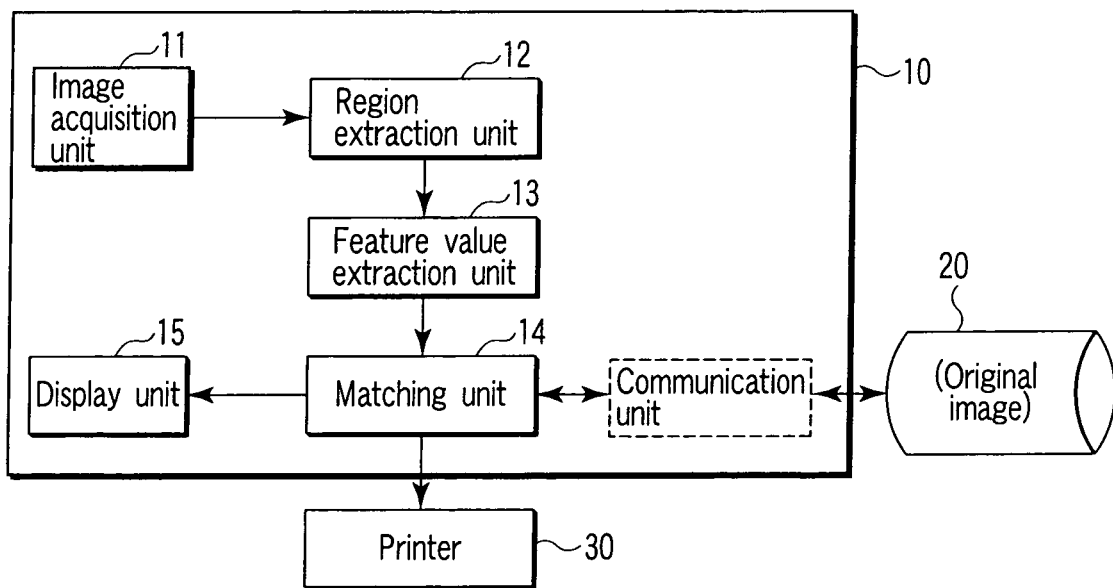 11
Image
acquisition
unit
12
Region
extraction unit
10
13
Feature value
extraction unit
20
(Original
image)
15
Display unit
14
Matching unit
Communication
unit
Printer
30